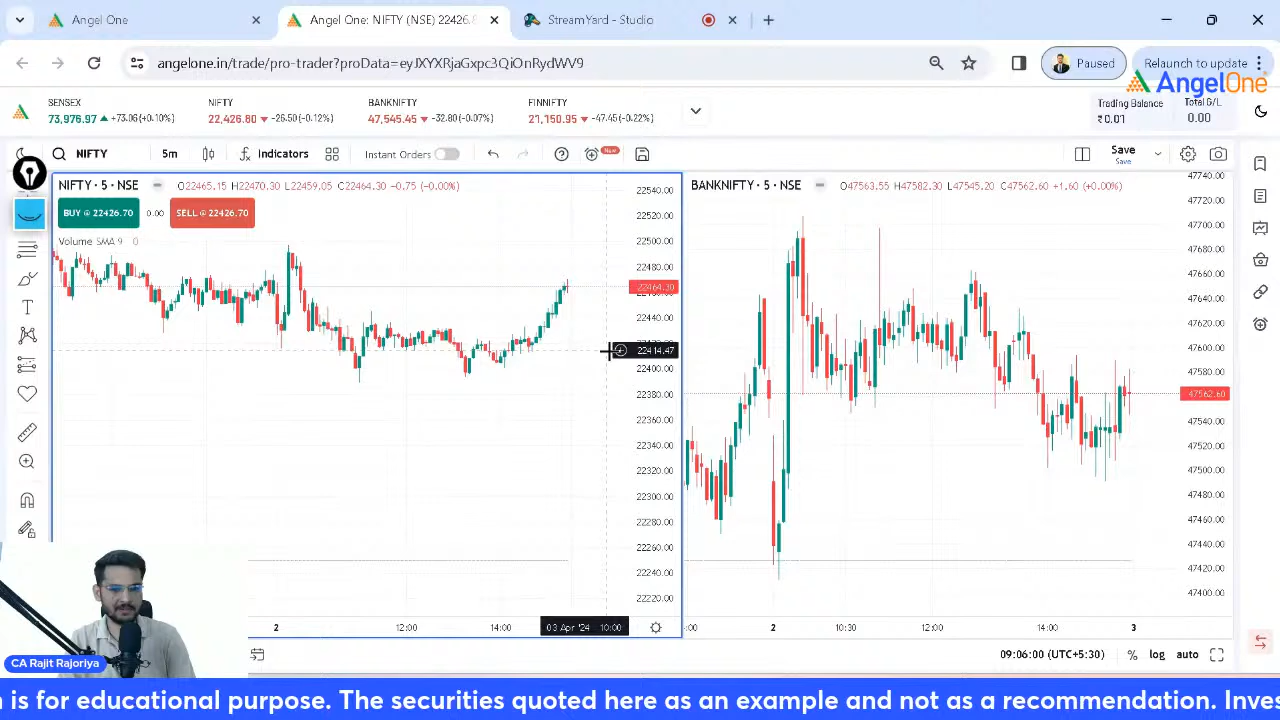 Angel One
Angel One: NIFTY (NSE) 22426.8
StreamYard - Studio
angelone.in/trade/pro-trader?proData=eyJXYXRjaGxpc3QiOnRydWV9
Paused
Relaunch to update
AngelOne
SENSEX
73,976.97 +73.06(+0.10%)
NIFTY
22,426.80 -26.50(-0.12%)
BANKNIFTY
47,545.45 -32.80(-0.07%)
FINNIFTY
21,150.95 -47.45(-0.22%)
Trading Balance
₹0.01
Total G/L
0.00
NIFTY
5m
Indicators
Instant Orders
New
Save
Save
NIFTY · 5 · NSE
O22465.15 H22470.30 L22459.05 C22464.30 -0.75 (-0.00%)
BUY @ 22426.70
0.00
SELL @ 22426.70
Volume SMA 9 0
22540.00
22520.00
22500.00
22480.00
22464.30
22440.00
22414.47
22400.00
22380.00
22360.00
22340.00
22320.00
22300.00
22280.00
22260.00
22240.00
22220.00
2
12:00
14:00
03 Apr '24 10:00
BANKNIFTY · 5 · NSE
O47563.55 H47582.30 L47545.20 C47562.60 +1.60 (+0.00%)
47740.00
47720.00
47700.00
47680.00
47660.00
47640.00
47620.00
47600.00
47580.00
47562.60
47540.00
47520.00
47500.00
47480.00
47460.00
47440.00
47420.00
47400.00
:00
2
10:30
12:00
14:00
3
09:06:00 (UTC+5:30)
%
log
auto
CA Rajit Rajoriya
n is for educational purpose. The securities quoted here as an example and not as a recommendation. Inves